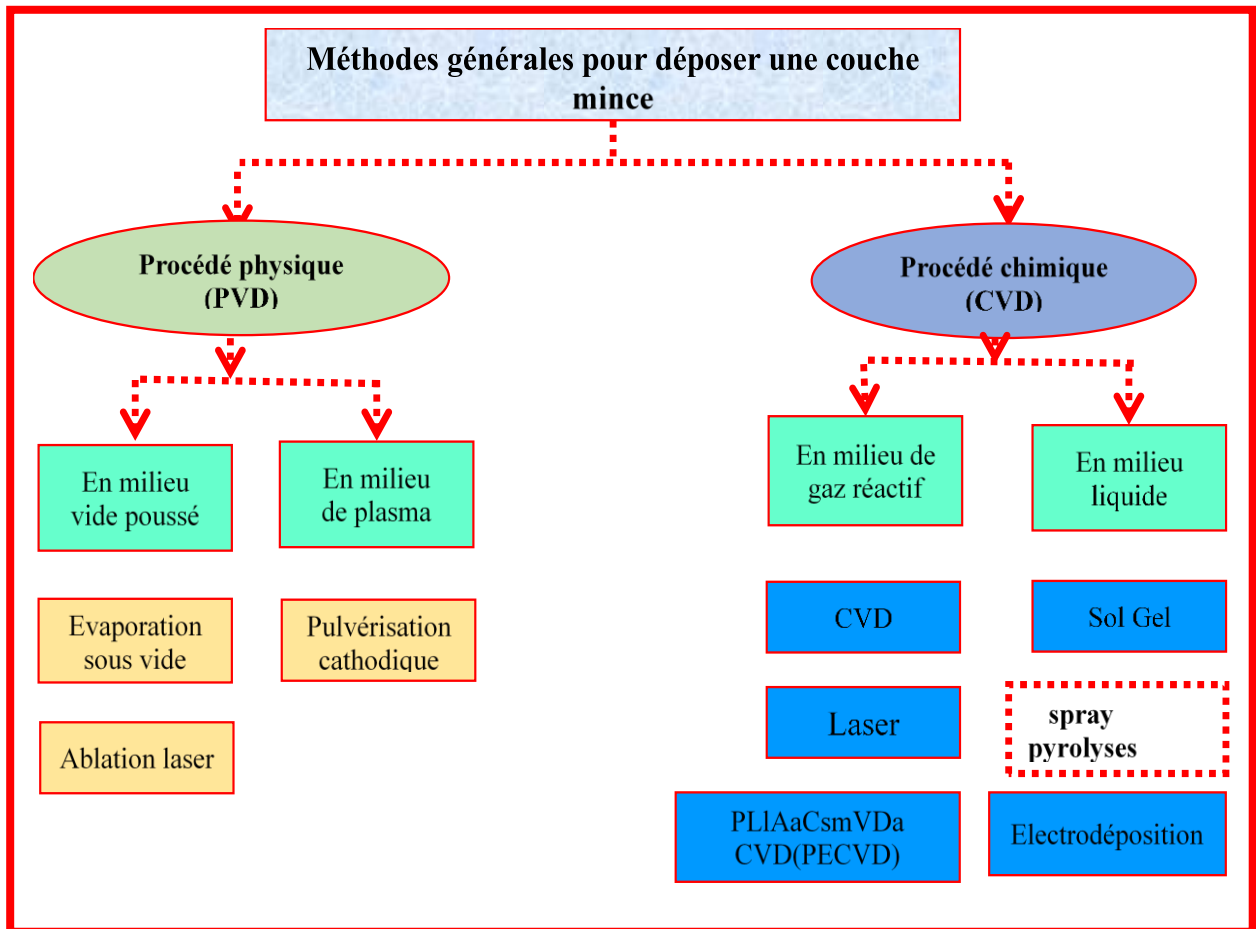 Méthodes générales pour déposer une couche
mince
Procédé physique
(PVD)
Procédé chimique
(CVD)
En milieu
vide poussé
En milieu
de plasma
En milieu de
gaz réactif
En milieu
liquide
Evaporation
sous vide
Pulvérisation
cathodique
CVD
Sol Gel
Ablation laser
Laser
spray
pyrolyses
PLlAaCsmVDa
CVD(PECVD)
Electrodéposition